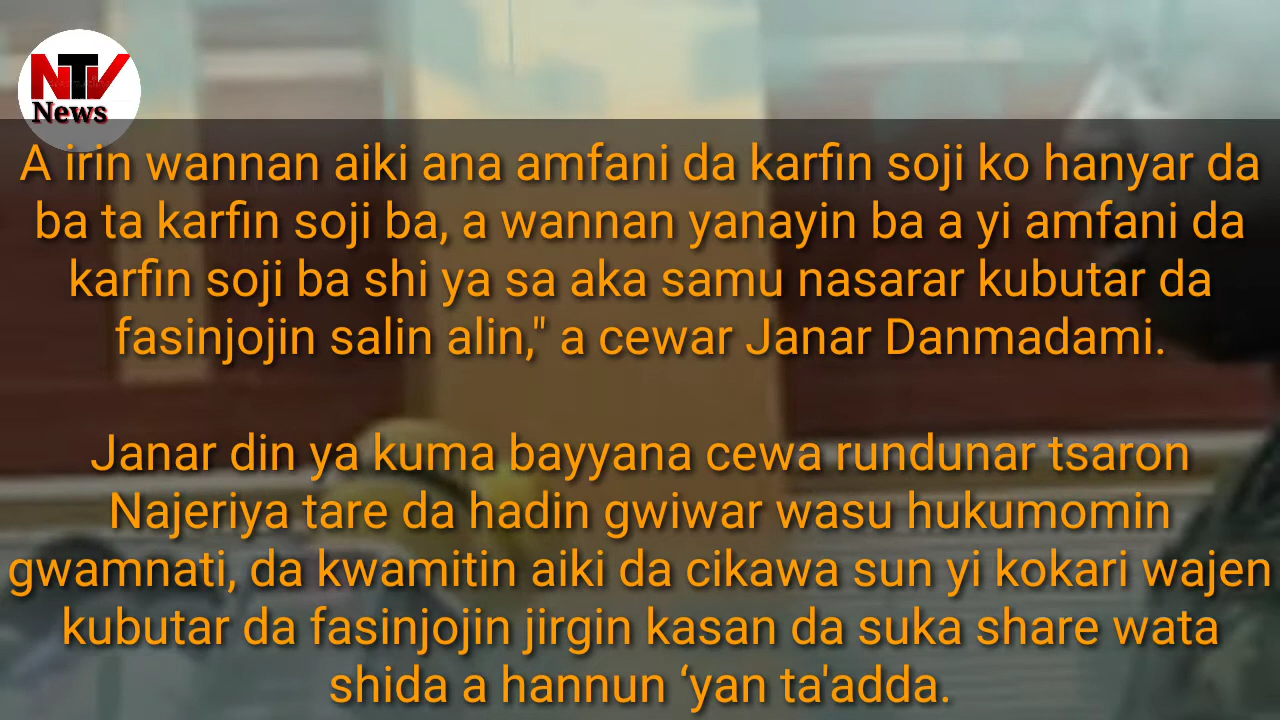 NTV
News
A irin wannan aiki ana amfani da karfin soji ko hanyar da
ba ta karfin soji ba, a wannan yanayin ba a yi amfani da
karfin soji ba shi ya sa aka samu nasarar kubutar da
fasinjojin salin alin," a cewar Janar Danmadami.
Janar din ya kuma bayyana cewa rundunar tsaron
Najeriya tare da hadin gwiwar wasu hukumomin
gwamnati, da kwamitin aiki da cikawa sun yi kokari wajen
kubutar da fasinjojin jirgin kasan da suka share wata
shida a hannun ‘yan ta'adda.